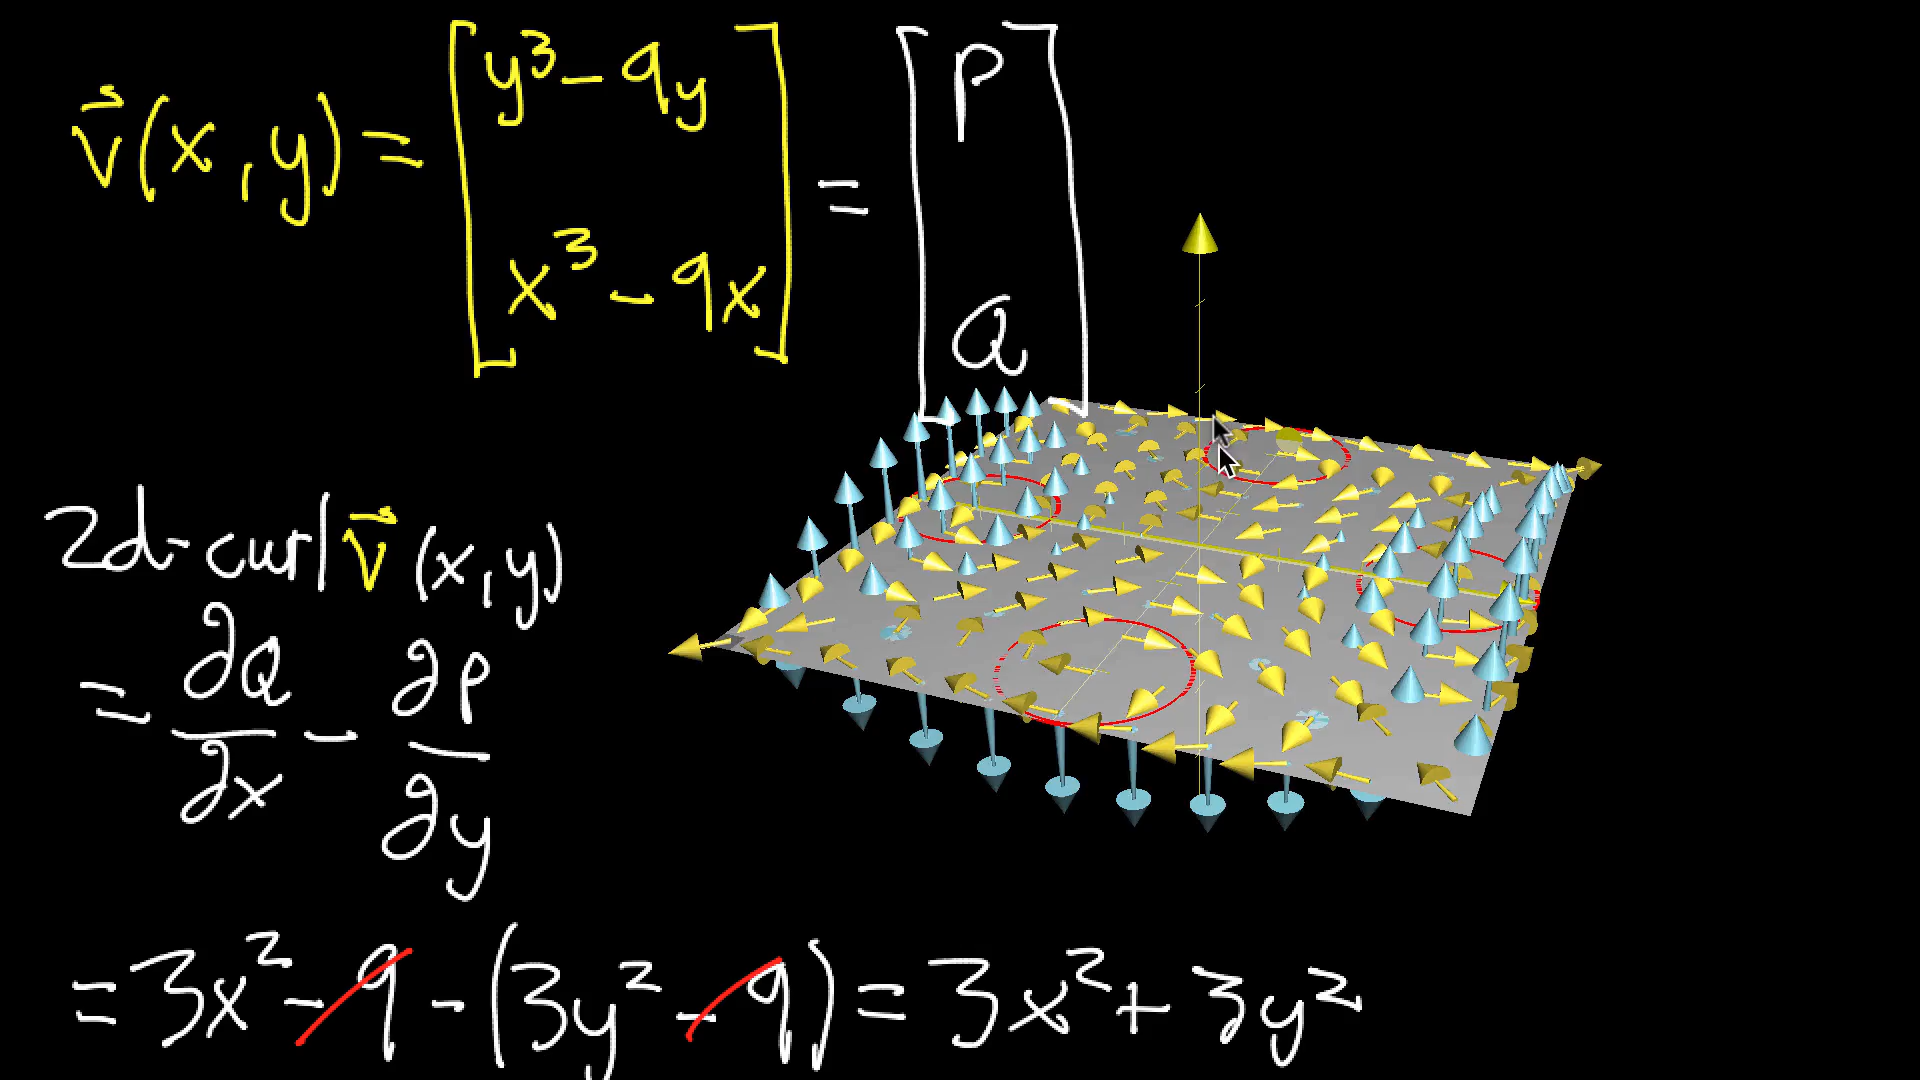 v⃗(x,y) = [y³ - 9y
x³ - 9x] = [P
Q]
2d-curl v⃗(x,y)
= ∂Q/∂x - ∂P/∂y
= 3x² - 9 - (3y² - 9) = 3x² + 3y²